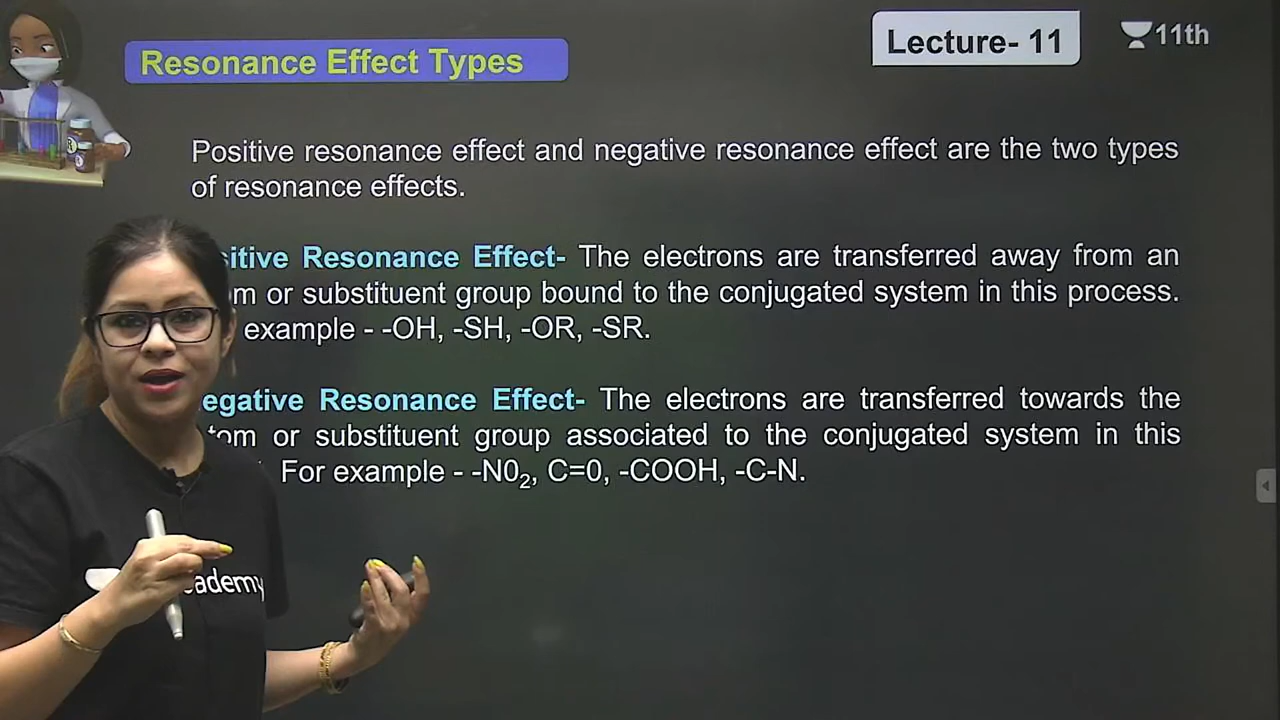 Lecture- 11
11th
Resonance Effect Types
Positive resonance effect and negative resonance effect are the two types
of resonance effects.
sitive Resonance Effect- The electrons are transferred away from an
m or substituent group bound to the conjugated system in this process.
example - -OH, -SH, -OR, -SR.
egative Resonance Effect- The electrons are transferred towards the
tom or substituent group associated to the conjugated system in this
For example - -N0₂, C=0, -COOH, -C-N.
cademy